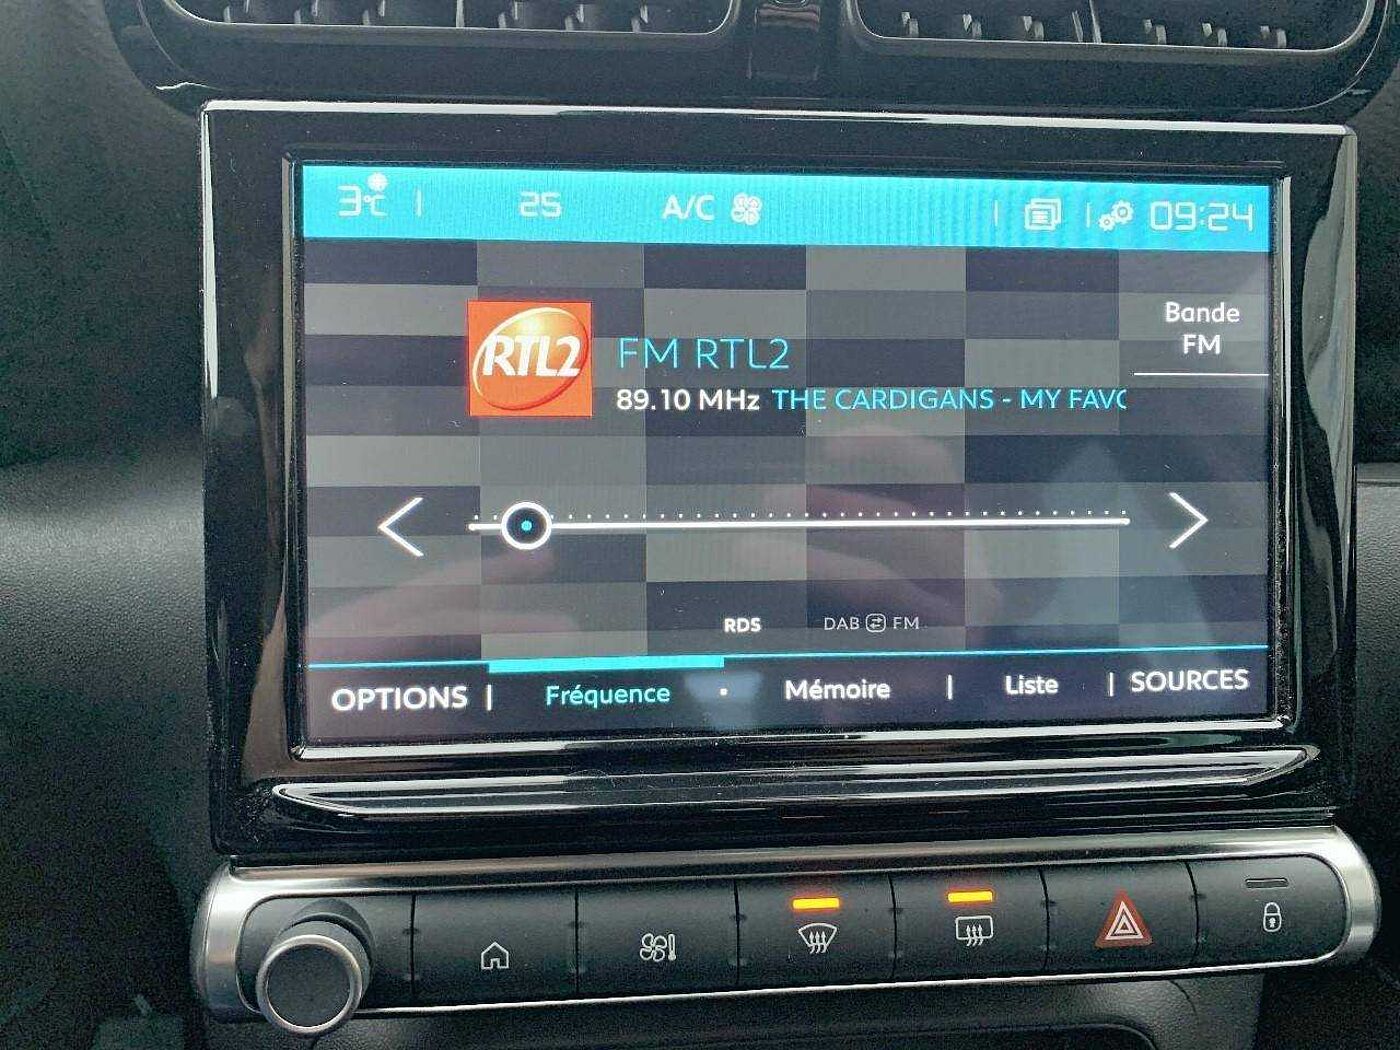 3°C 25 A/C 09:24
Bande
FM
RTL2
FM RTL2
89.10 MHz THE CARDIGANS - MY FAVO
RDS DAB FM
OPTIONS Fréquence Mémoire Liste SOURCES